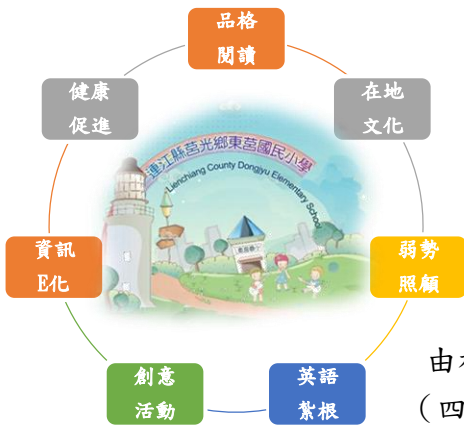 品格
閱讀
健康
促進
在地
文化
連江縣莒光鄉東莒國民小學
Lienchiang County Dongyu Elementary School
資訊
E化
弱勢
照顧
創意
活動
英語
紮根
由
（四